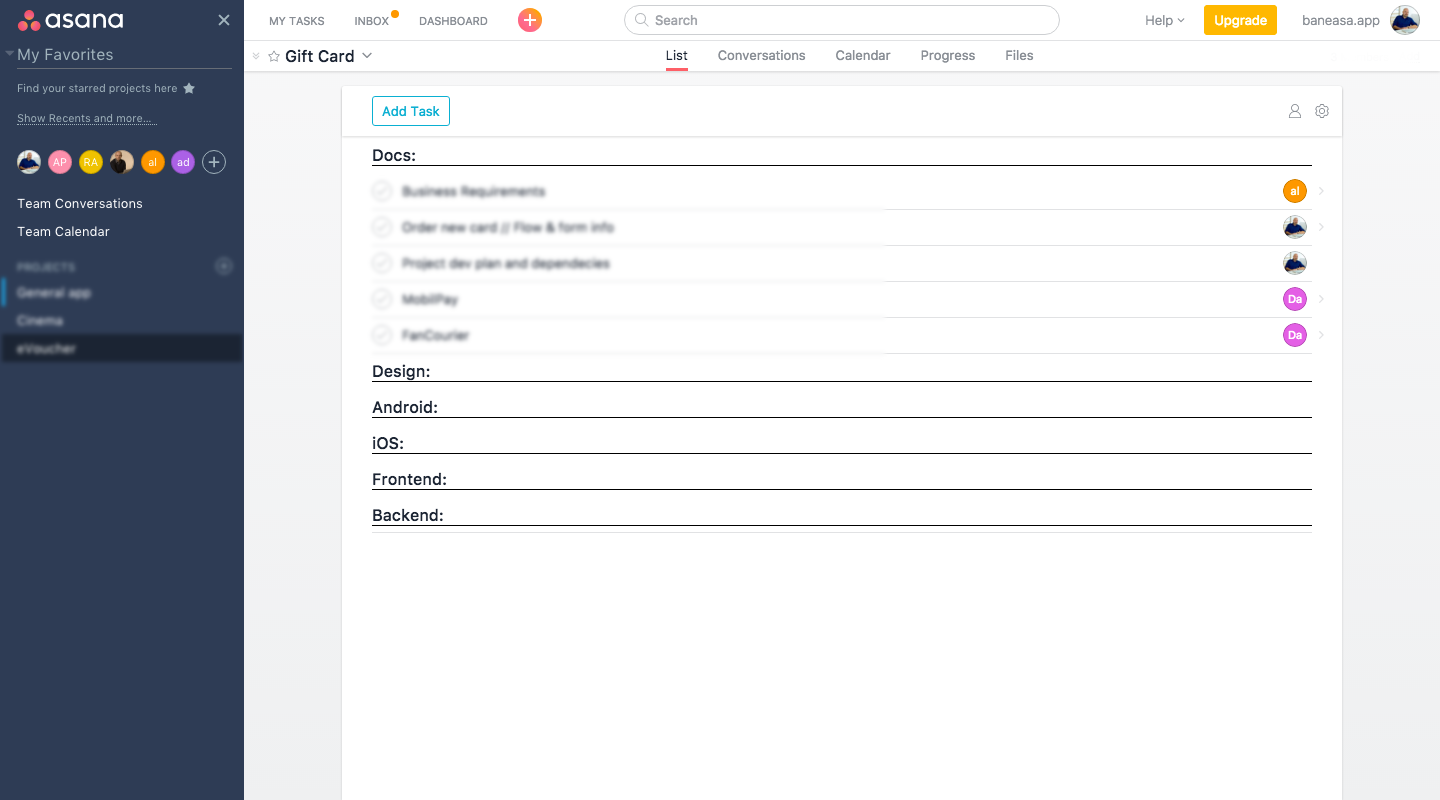 asana
MY TASKS
INBOX
DASHBOARD
Search
Help
Upgrade
baneasa.app
My Favorites
Find your starred projects here
Show Recents and more...
AP
RA
al
ad
Team Conversations
Team Calendar
PROJECTS
General app
Cinema
eVoucher
Gift Card
List
Conversations
Calendar
Progress
Files
Add Task
Docs:
Business Requirements
al
Order new card // Flow & form info
Project dev plan and dependecies
MobilPay
Da
FanCourier
Da
Design:
Android:
iOS:
Frontend:
Backend: